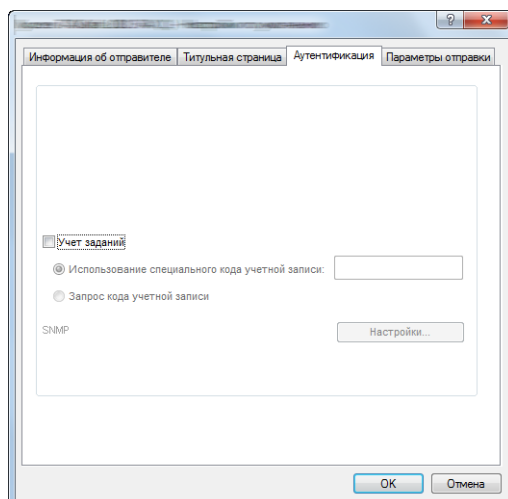 Информация об отправителе Титульная страница Аутентификация Параметры отправки
Учет заданий
Использование специального кода учетной записи:
Запрос кода учетной записи
SNMP Настройки...
OK Отмена